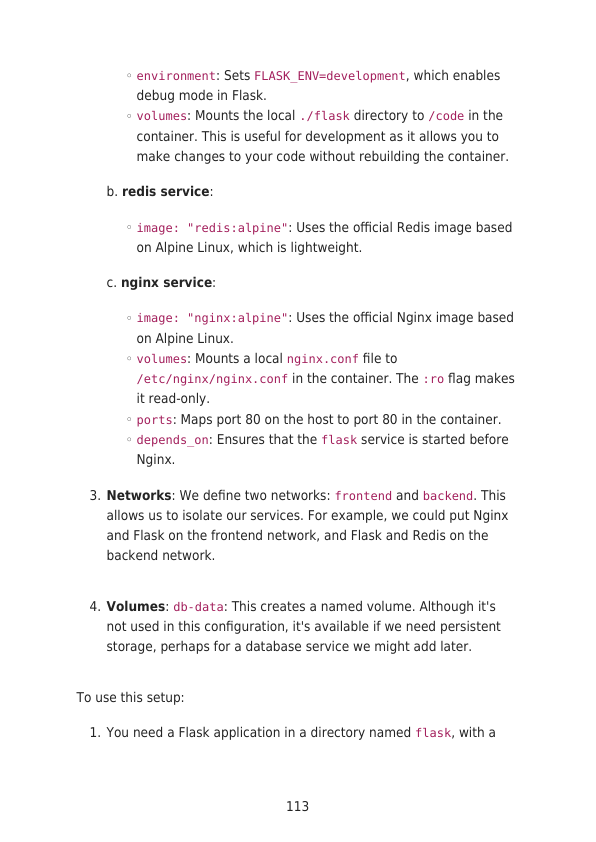 ◦ environment: Sets FLASK_ENV=development, which enables
debug mode in Flask.
◦ volumes: Mounts the local ./flask directory to /code in the
container. This is useful for development as it allows you to
make changes to your code without rebuilding the container.
b. redis service:
◦ image: "redis:alpine": Uses the official Redis image based
on Alpine Linux, which is lightweight.
c. nginx service:
◦ image: "nginx:alpine": Uses the official Nginx image based
on Alpine Linux.
◦ volumes: Mounts a local nginx.conf file to
/etc/nginx/nginx.conf in the container. The :ro flag makes
it read-only.
◦ ports: Maps port 80 on the host to port 80 in the container.
◦ depends_on: Ensures that the flask service is started before
Nginx.
3. Networks: We define two networks: frontend and backend. This
allows us to isolate our services. For example, we could put Nginx
and Flask on the frontend network, and Flask and Redis on the
backend network.
4. Volumes: db-data: This creates a named volume. Although it's
not used in this configuration, it's available if we need persistent
storage, perhaps for a database service we might add later.
To use this setup:
1. You need a Flask application in a directory named flask, with a
113